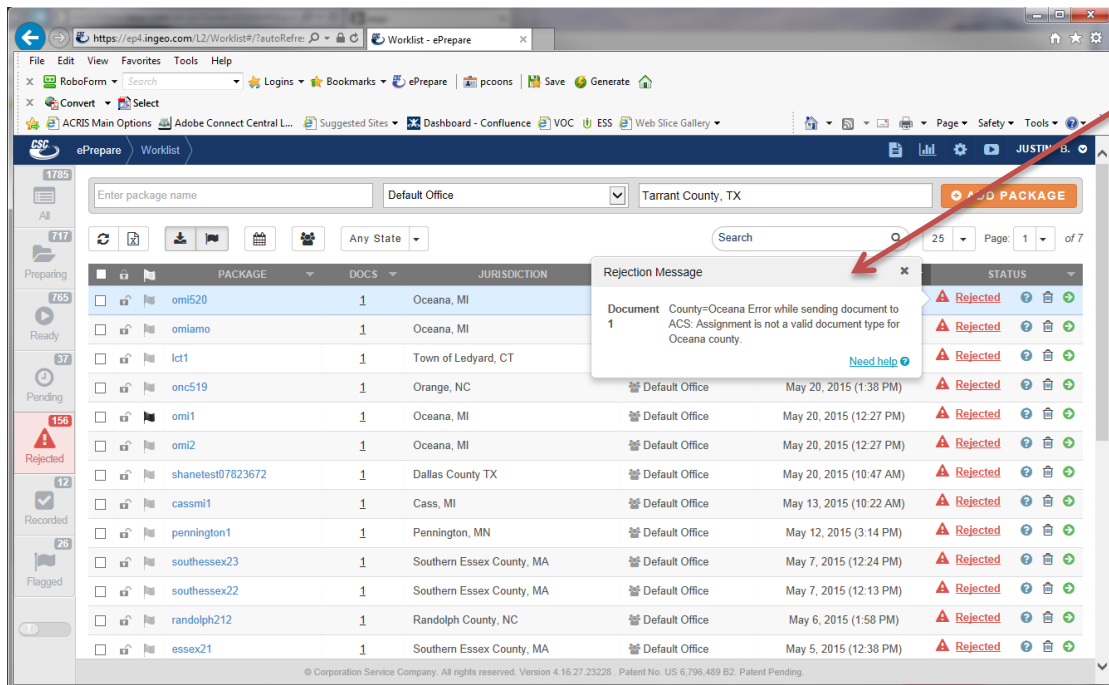 https://ep4.ingeo.com/L2/Worklist#/?autoRefre
Worklist - ePrepare
File Edit View Favorites Tools Help
x RoboForm Search Logins Bookmarks ePrepare pcoons Save Generate
x Convert Select
ACRIS Main Options Adobe Connect Central L... Suggested Sites Dashboard - Confluence VOC ESS Web Slice Gallery Page Safety Tools
CSC ePrepare Worklist JUSTIN B.
1785
All
717
Preparing
765
Ready
37
Pending
156
Rejected
12
Recorded
26
Flagged
Enter package name Default Office Tarrant County, TX ADD PACKAGE
Any State Search 25 Page: 1 of 7
PACKAGE DOCS JURISDICTION STATUS
Rejection Message x
Document 1 County=Oceana Error while sending document to
ACS: Assignment is not a valid document type for
Oceana county.
Need help
omi520 1 Oceana, MI Rejected
omiamo 1 Oceana, MI Rejected
lct1 1 Town of Ledyard, CT Rejected
onc519 1 Orange, NC Default Office May 20, 2015 (1:38 PM) Rejected
omi1 1 Oceana, MI Default Office May 20, 2015 (12:27 PM) Rejected
omi2 1 Oceana, MI Default Office May 20, 2015 (12:27 PM) Rejected
shanetest07823672 1 Dallas County TX Default Office May 20, 2015 (10:47 AM) Rejected
cassmi1 1 Cass, MI Default Office May 13, 2015 (10:22 AM) Rejected
pennington1 1 Pennington, MN Default Office May 12, 2015 (3:14 PM) Rejected
southessex23 1 Southern Essex County, MA Default Office May 7, 2015 (12:24 PM) Rejected
southessex22 1 Southern Essex County, MA Default Office May 7, 2015 (12:13 PM) Rejected
randolph212 1 Randolph County, NC Default Office May 6, 2015 (1:58 PM) Rejected
essex21 1 Southern Essex County, MA Default Office May 5, 2015 (12:38 PM) Rejected
© Corporation Service Company. All rights reserved. Version 4.16.27.23228 . Patent No. US 6,796,489 B2. Patent Pending.